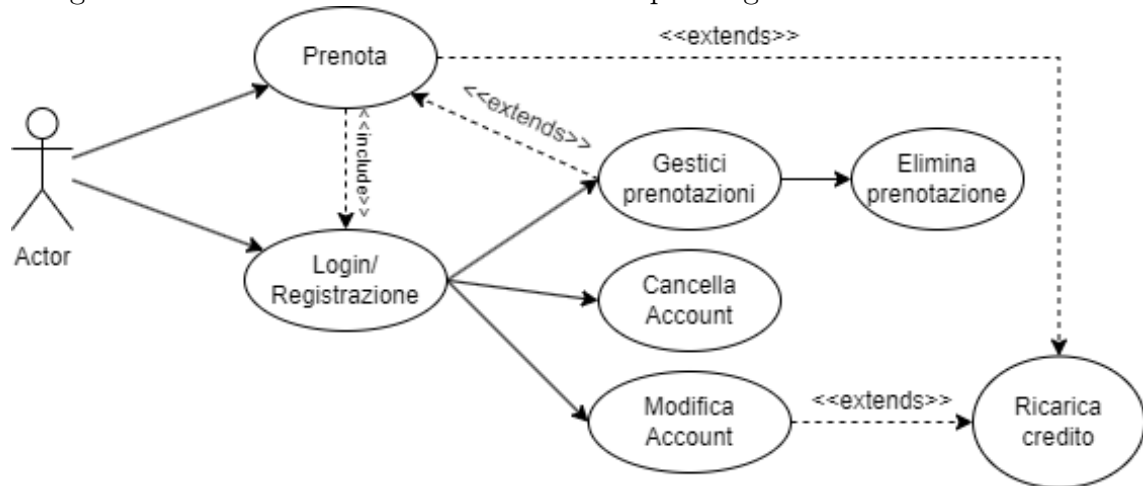 Prenota
<<extends>>
<<extends>>
<<include>>
Gestici
prenotazioni
Elimina
prenotazione
Actor
Login/
Registrazione
Cancella
Account
Modifica
Account
<<extends>>
Ricarica
credito